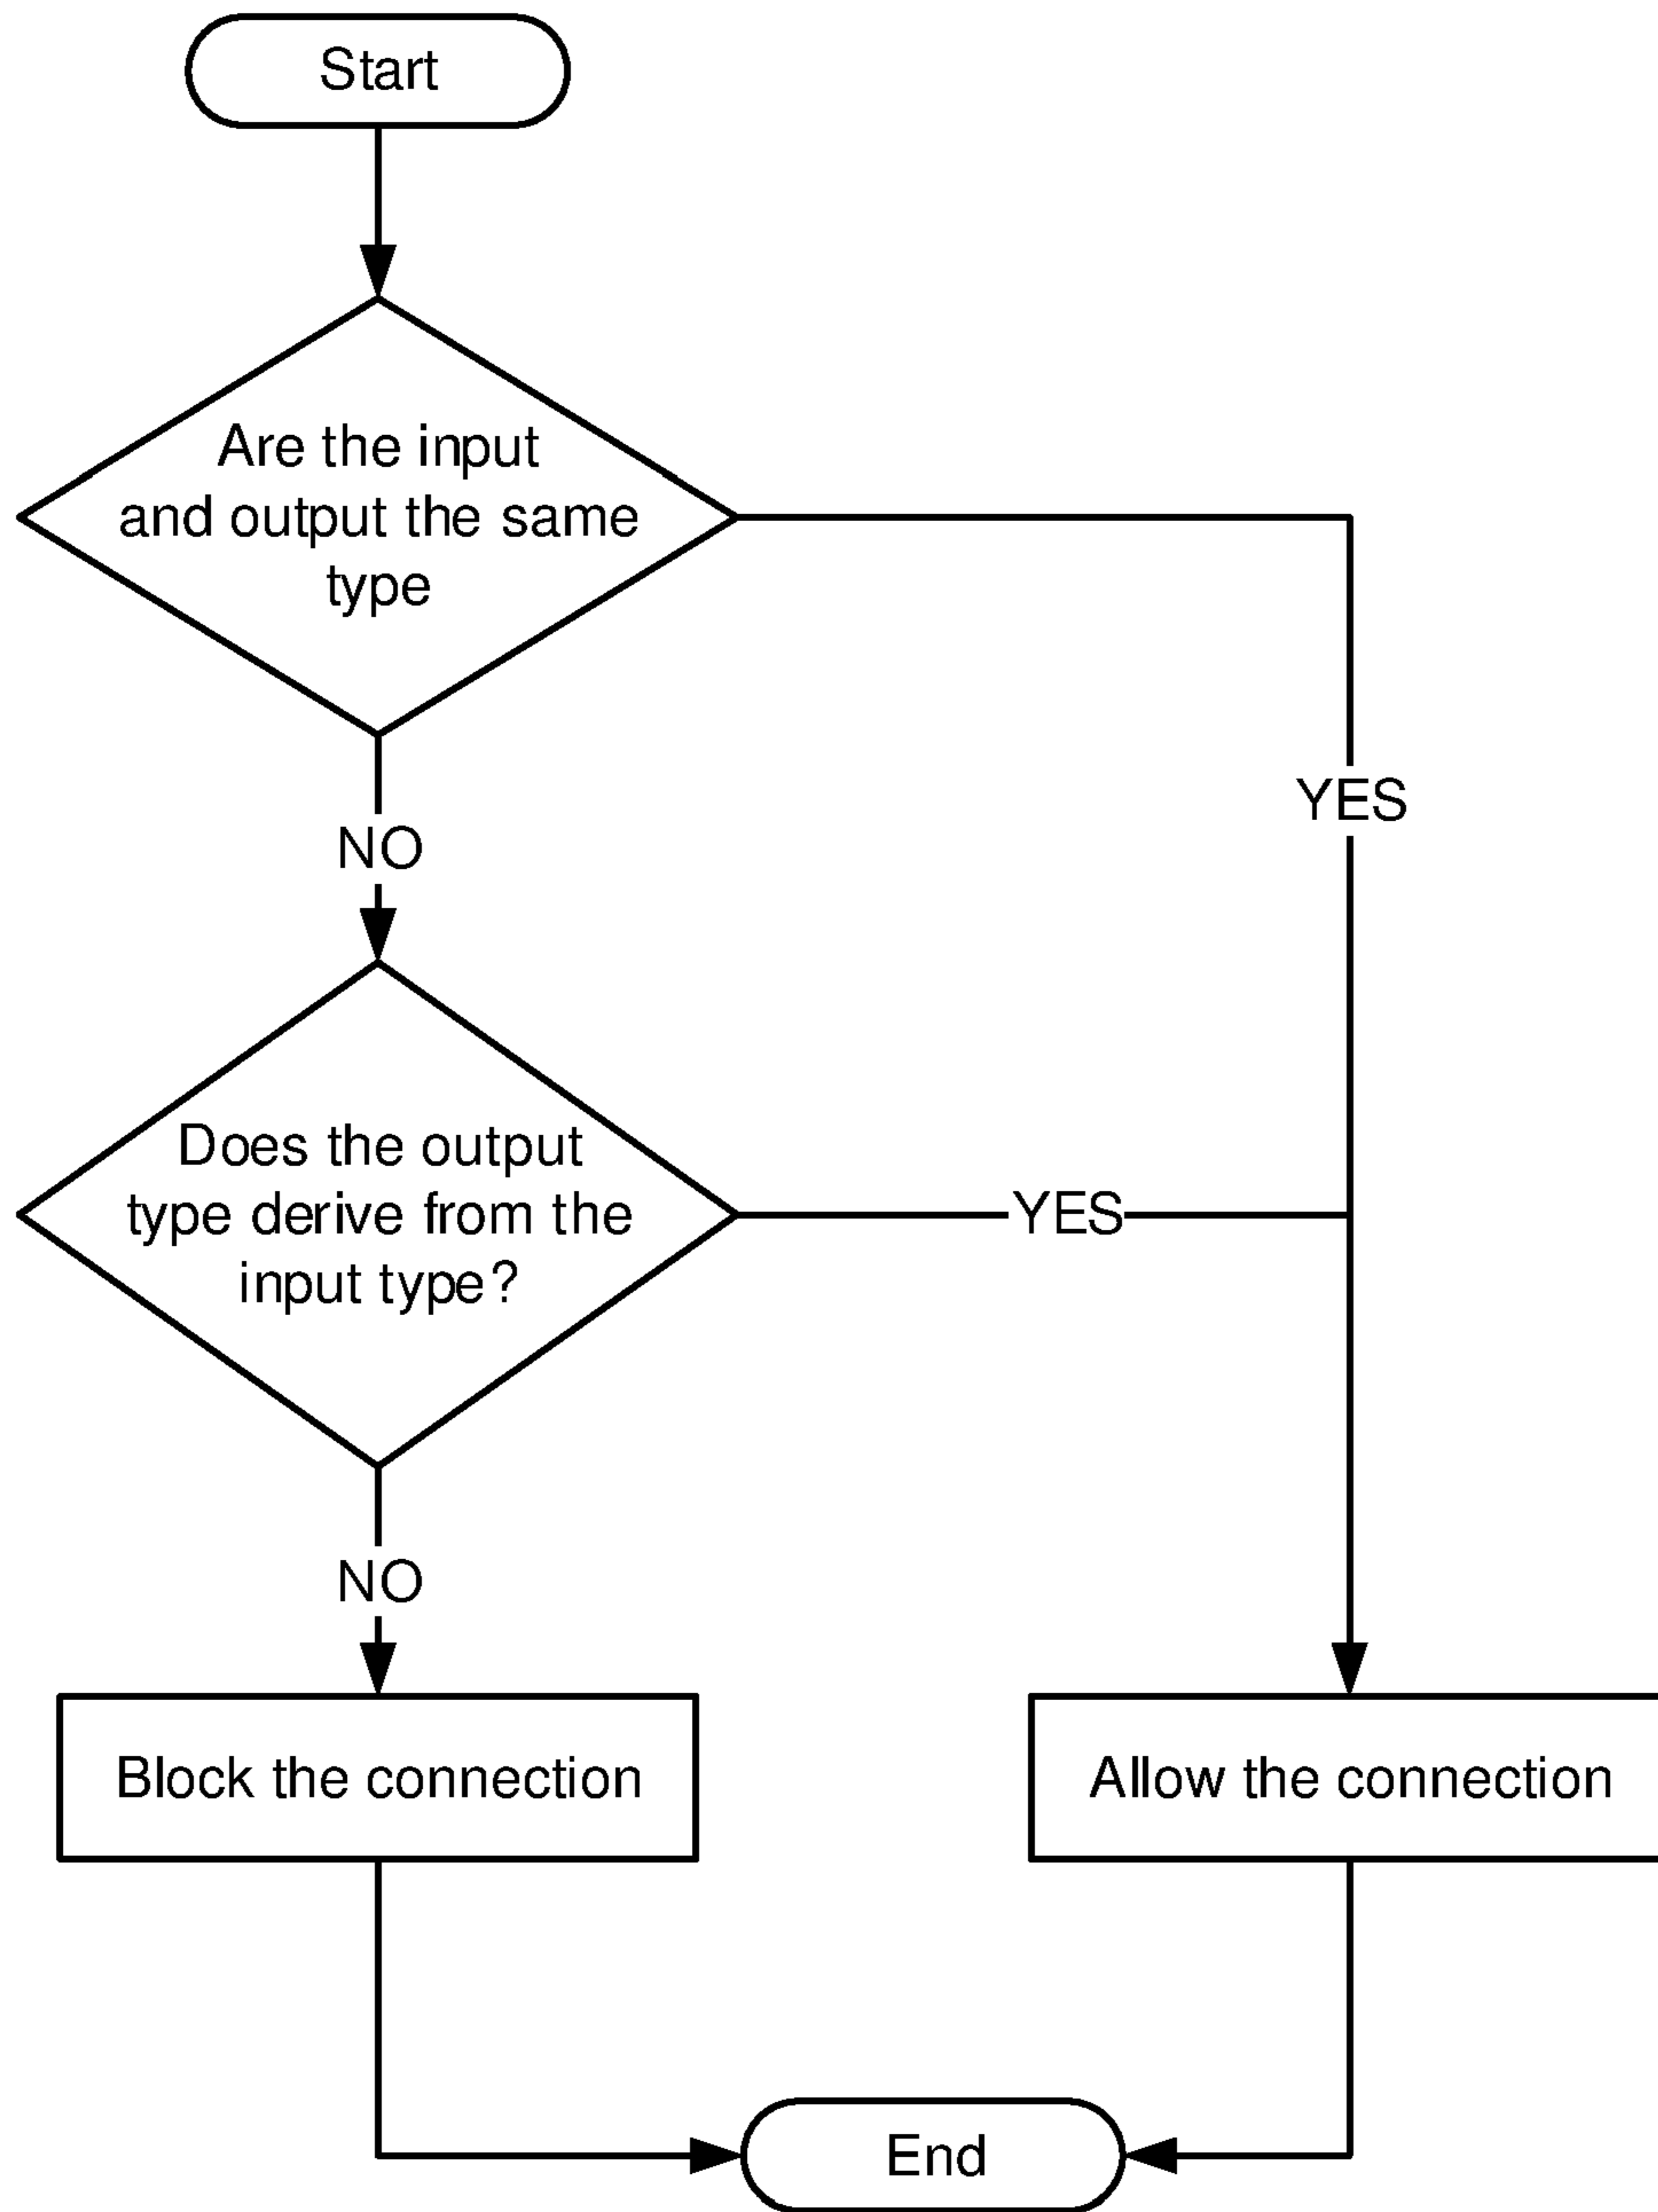 Start
Are the input
and output the same
type
YES
NO
Does the output
type derive from the
input type?
YES
NO
Block the connection
Allow the connection
End